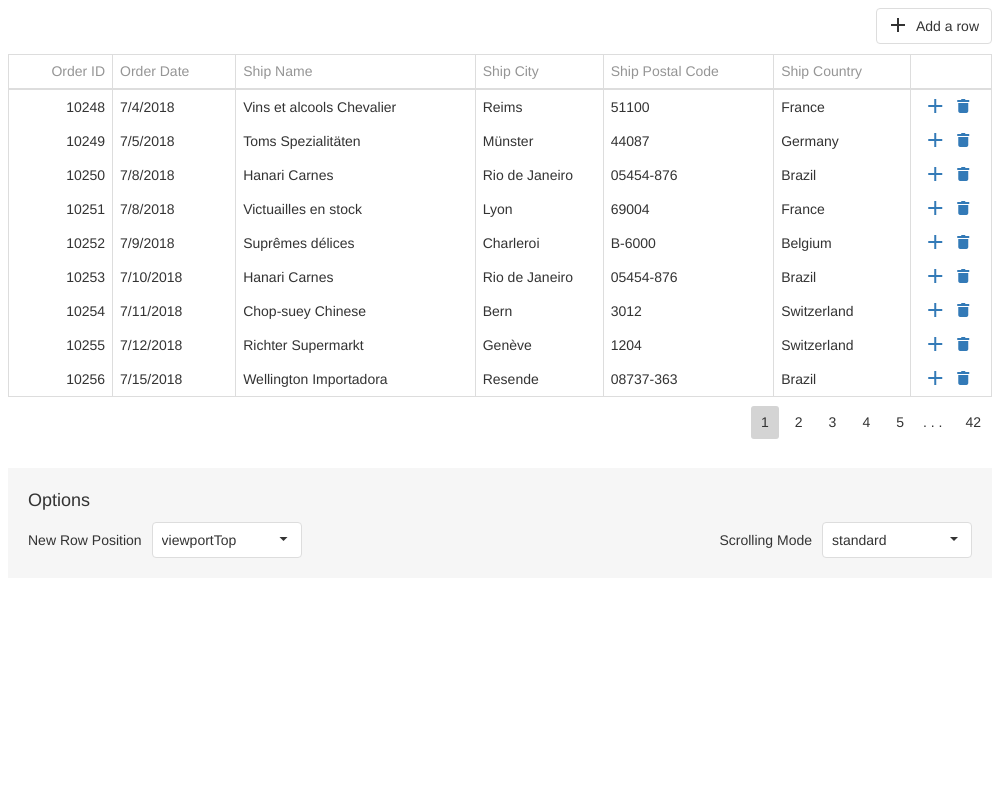 Add a row
Order ID Order Date Ship Name Ship City Ship Postal Code Ship Country
10248 7/4/2018 Vins et alcools Chevalier Reims 51100 France
10249 7/5/2018 Toms Spezialitäten Münster 44087 Germany
10250 7/8/2018 Hanari Carnes Rio de Janeiro 05454-876 Brazil
10251 7/8/2018 Victuailles en stock Lyon 69004 France
10252 7/9/2018 Suprêmes délices Charleroi B-6000 Belgium
10253 7/10/2018 Hanari Carnes Rio de Janeiro 05454-876 Brazil
10254 7/11/2018 Chop-suey Chinese Bern 3012 Switzerland
10255 7/12/2018 Richter Supermarkt Genève 1204 Switzerland
10256 7/15/2018 Wellington Importadora Resende 08737-363 Brazil
1 2 3 4 5 . . . 42
Options
New Row Position viewportTop Scrolling Mode standard